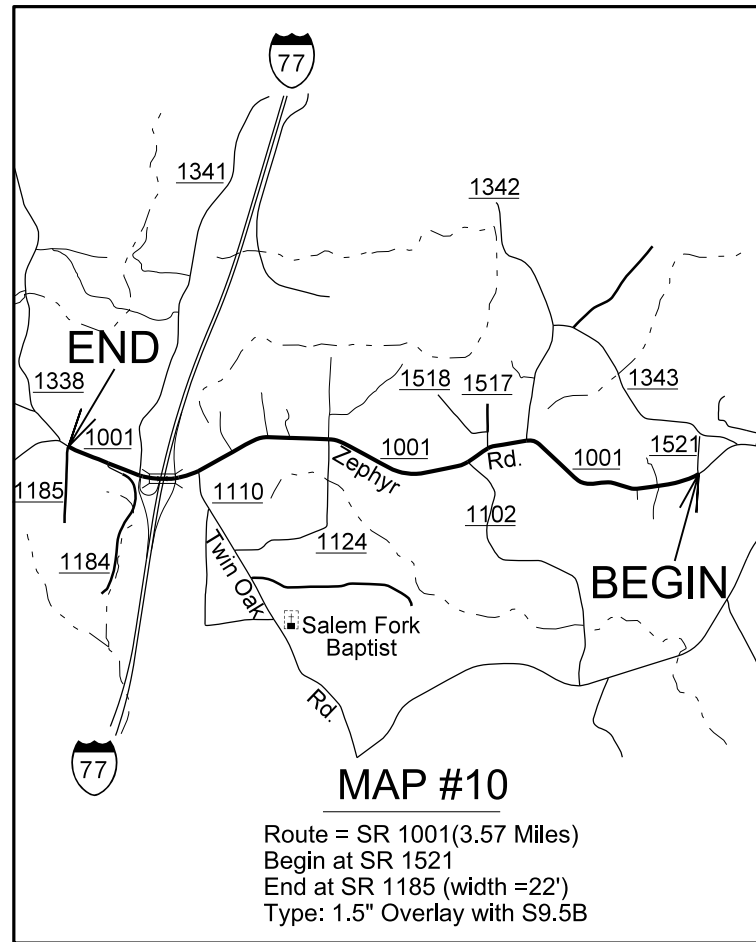 77
1341
1342
END
1338
1518
1517
1343
1001
1001
1521
Zephyr
Rd.
1001
1185
1110
1102
1184
1124
BEGIN
Twin Oak
Rd.
Salem Fork
Baptist
77
MAP #10
Route = SR 1001(3.57 Miles)
Begin at SR 1521
End at SR 1185 (width =22')
Type: 1.5" Overlay with S9.5B